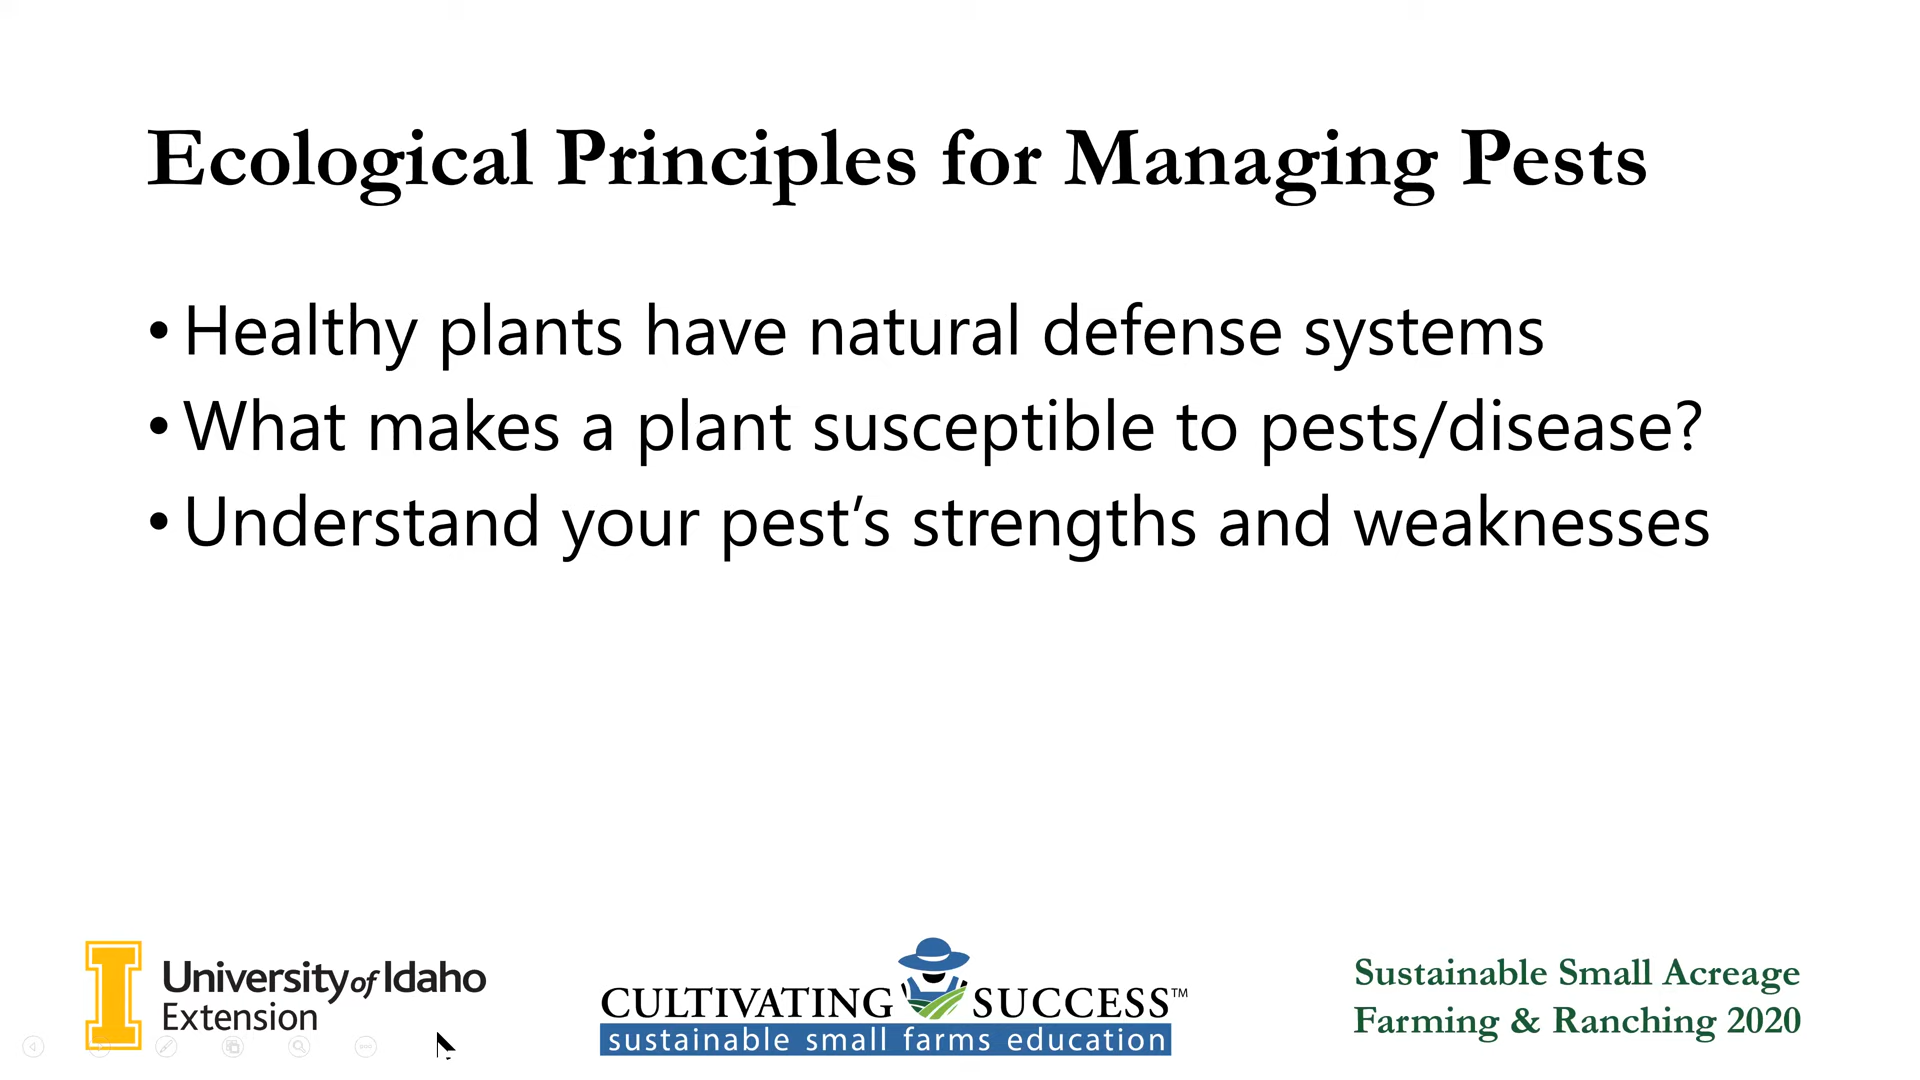 Ecological Principles for Managing Pests
• Healthy plants have natural defense systems
• What makes a plant susceptible to pests/disease?
• Understand your pest’s strengths and weaknesses
I University of Idaho
Extension
CULTIVATING SUCCESS™
sustainable small farms education
Sustainable Small Acreage
Farming & Ranching 2020